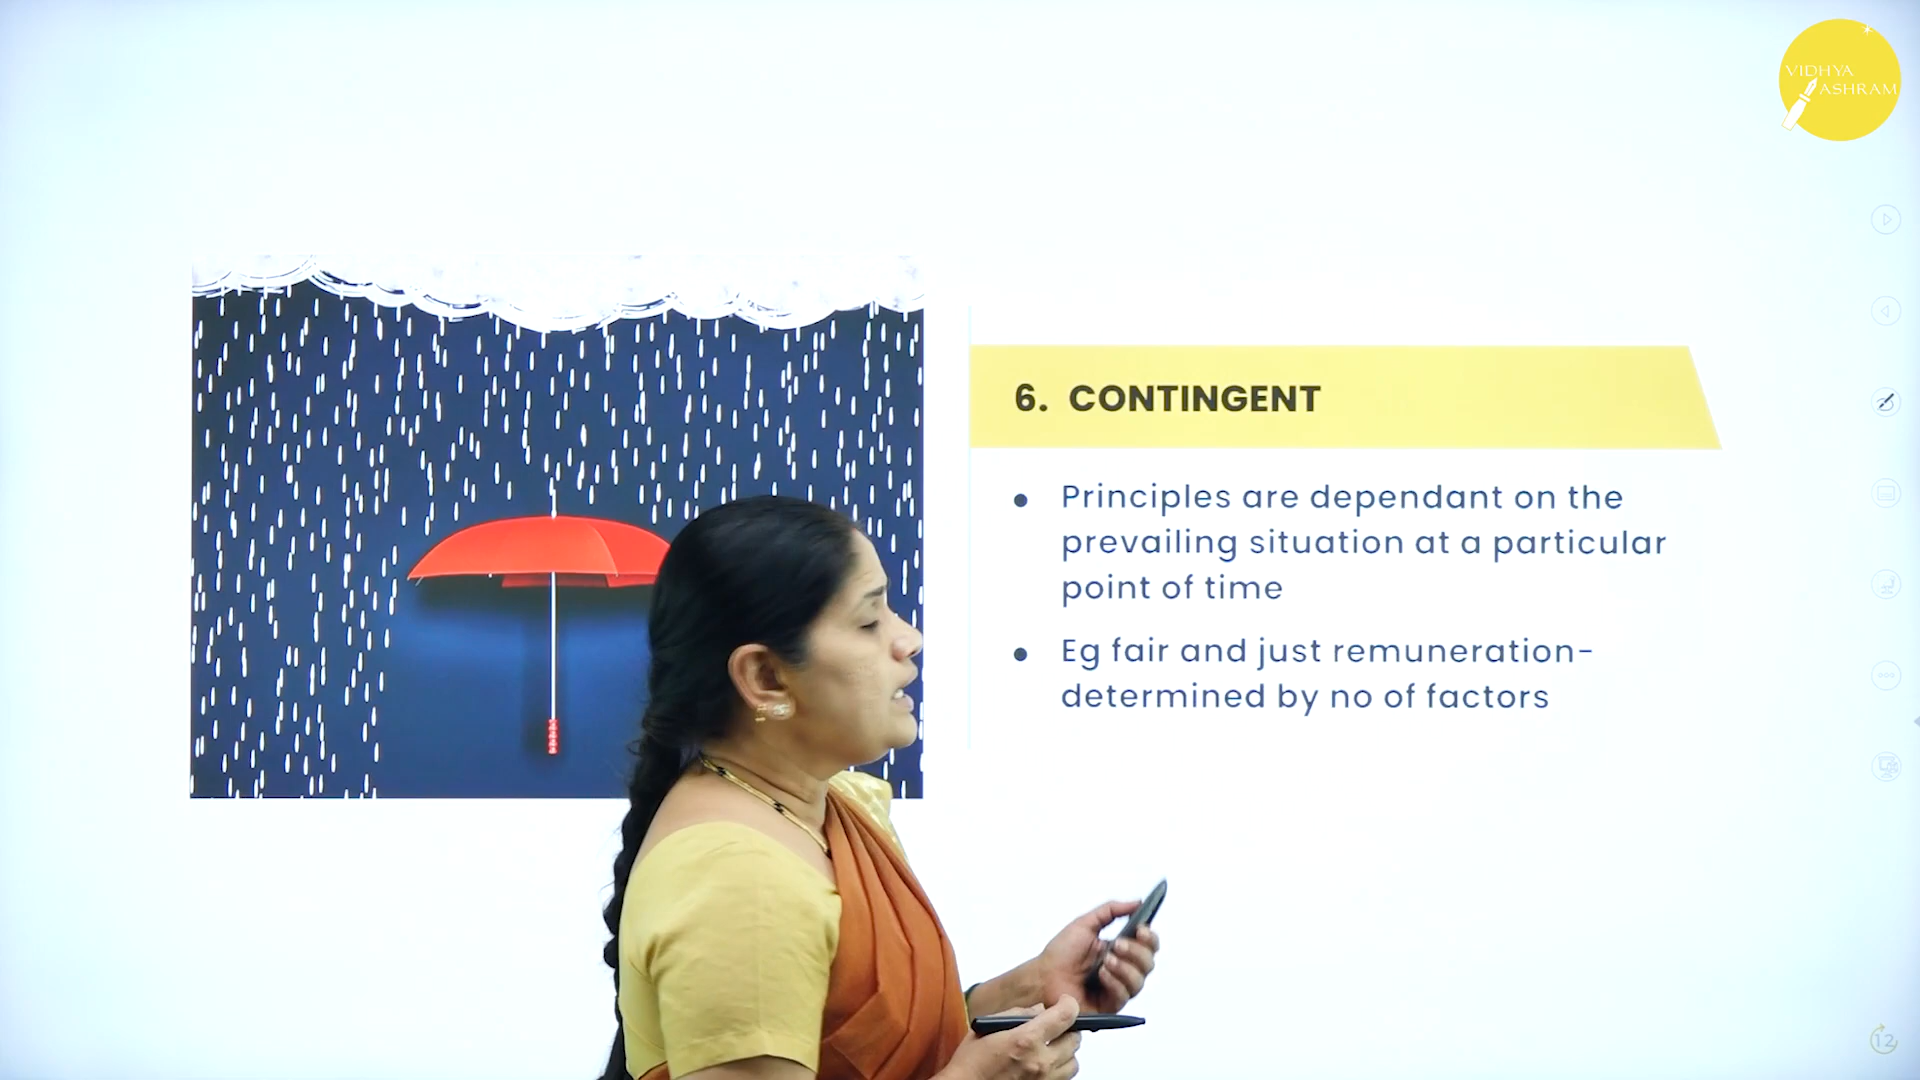 VIDHYA
ASHRAM
6. CONTINGENT
• Principles are dependant on the
prevailing situation at a particular
point of time
• Eg fair and just remuneration-
determined by no of factors
12